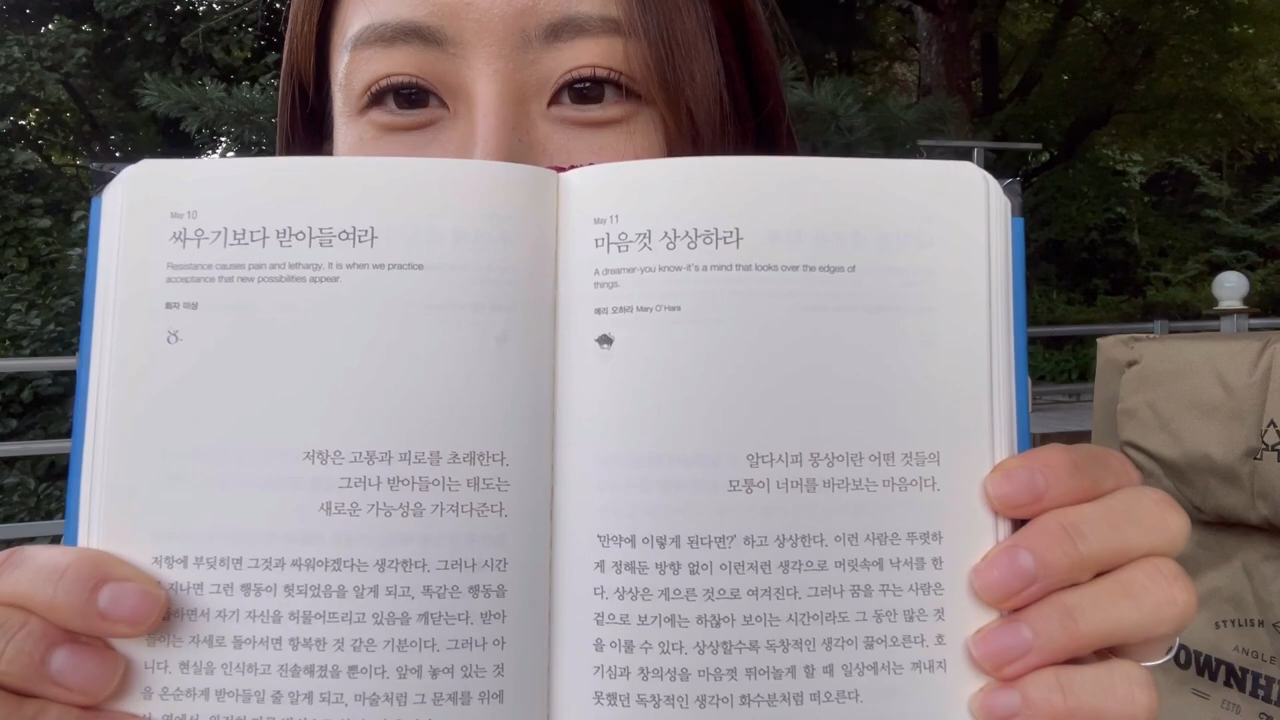 May 10
싸우기보다 받아들여라
Resistance causes pain and lethargy. It is when we practice
acceptance that new possibilities appear.
화자 미상
저항은 고통과 피로를 초래한다.
그러나 받아들이는 태도는
새로운 가능성을 가져다준다.
저항에 부딪히면 그것과 싸워야겠다는 생각한다. 그러나 시간
지나면 그런 행동이 헛되었음을 알게 되고, 똑같은 행동을
하면서 자기 자신을 허물어뜨리고 있음을 깨닫는다. 받아
들이는 자세로 돌아서면 항복한 것 같은 기분이다. 그러나 아
니다. 현실을 인식하고 진솔해졌을 뿐이다. 앞에 놓여 있는 것
을 온순하게 받아들일 줄 알게 되고, 마술처럼 그 문제를 위에
May 11
마음껏 상상하라
A dreamer-you know-it's a mind that looks over the edges of
things.
메리 오하라 Mary O'Hara
알다시피 몽상이란 어떤 것들의
모퉁이 너머를 바라보는 마음이다.
'만약에 이렇게 된다면?' 하고 상상한다. 이런 사람은 뚜렷하
게 정해둔 방향 없이 이런저런 생각으로 머릿속에 낙서를 한
다. 상상은 게으른 것으로 여겨진다. 그러나 꿈을 꾸는 사람은
겉으로 보기에는 하찮아 보이는 시간이라도 그 동안 많은 것
을 이룰 수 있다. 상상할수록 독창적인 생각이 끓어오른다. 호
기심과 창의성을 마음껏 뛰어놀게 할 때 일상에서는 꺼내지
못했던 독창적인 생각이 화수분처럼 떠오른다.
STYLISH
ANGLE
OWNH
ESTD